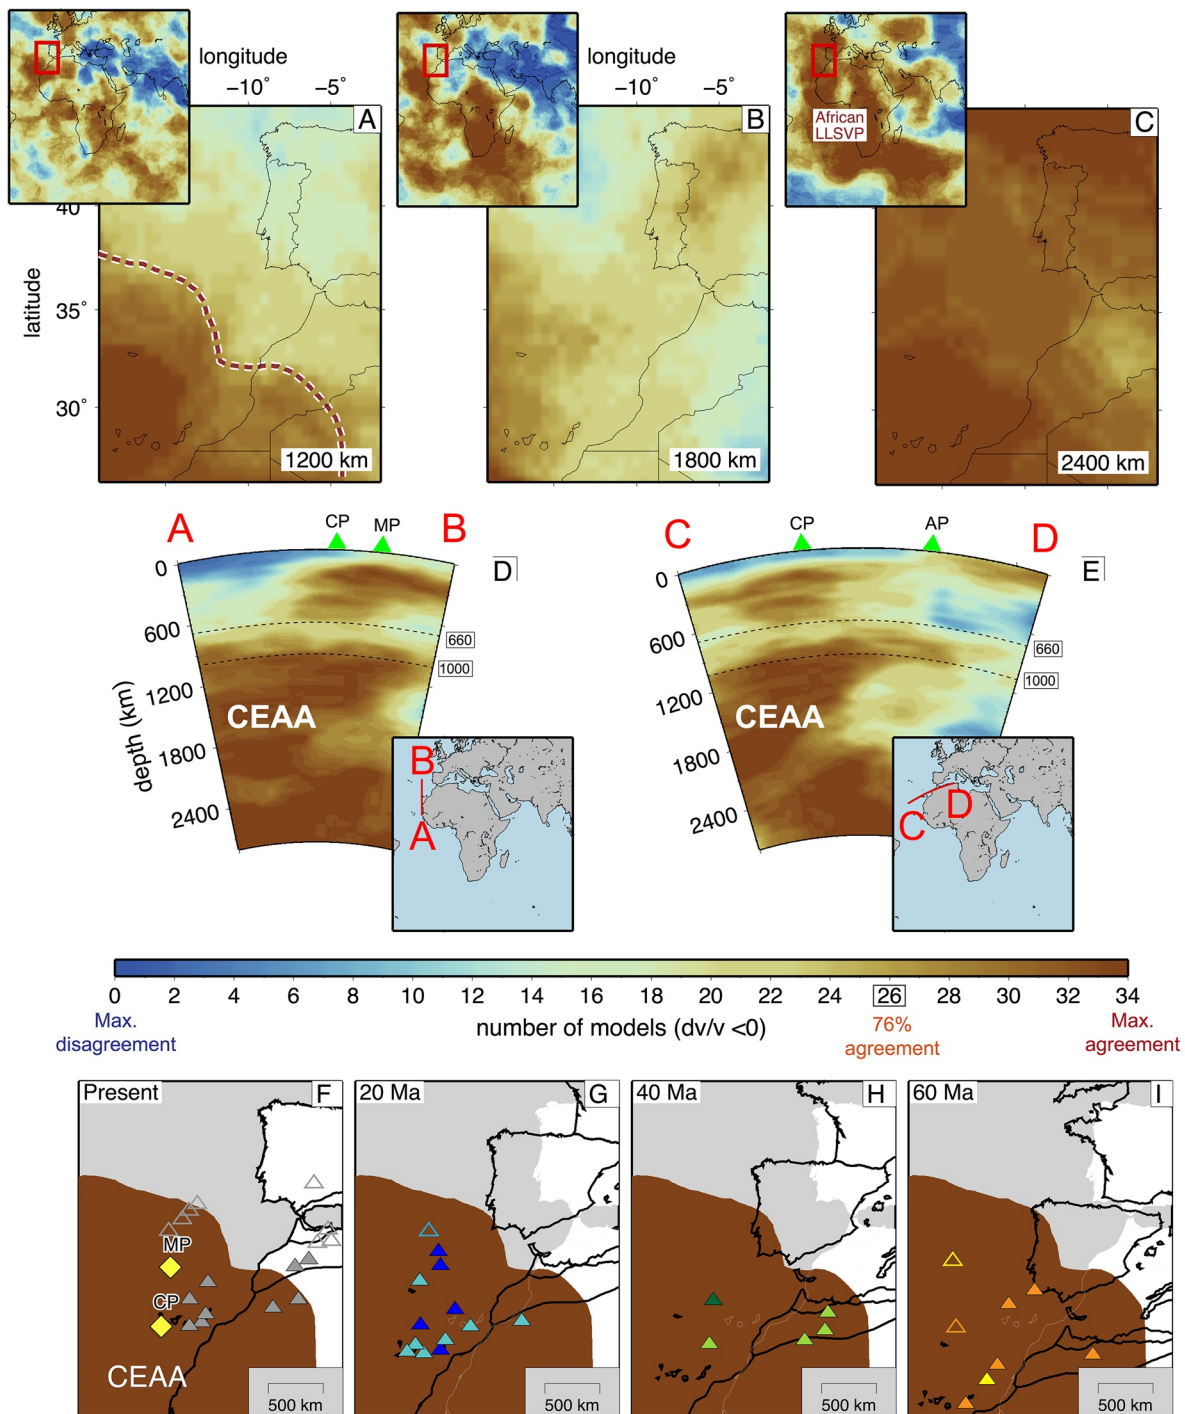 longitude
−10° −5°
A
longitude
−10° −5°
B
African
LLSVP
C
40
35°
30°
latitude
1200 km
1800 km
2400 km
A
CP
MP
B
D
C
CP
AP
D
E
0
600
1200
1800
2400
depth (km)
660
1000
CEAA
B
A
0
600
1200
1800
2400
660
1000
CEAA
C
D
0 2 4 6 8 10 12 14 16 18 20 22 24 26 28 30 32 34
Max.
disagreement
number of models (dv/v <0)
76%
agreement
Max.
agreement
Present
F
20 Ma
G
40 Ma
H
60 Ma
I
MP
CP
CEAA
500 km
500 km
500 km
500 km